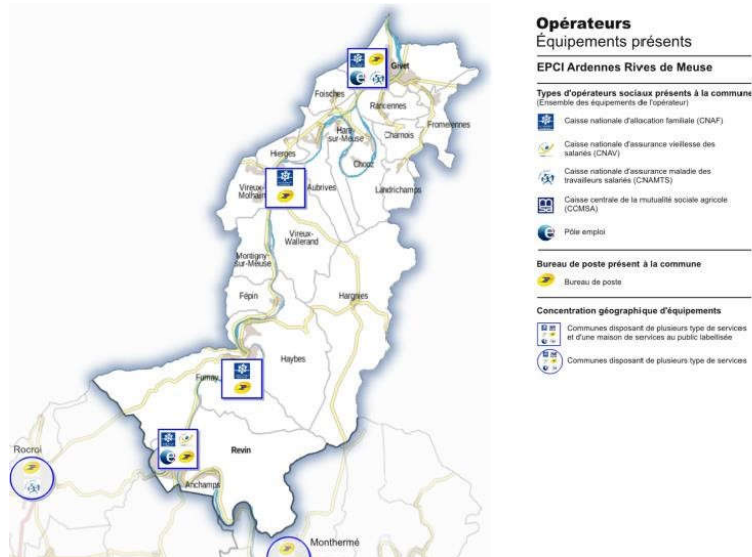 Givet
Foisches
Rancennes
Fromelennes
Ham-
sur-Meuse
Charnois
Hierges
Chooz
Vireux-
Molhain
Aubrives
Landrichamps
Vireux-
Wallerand
Montigny-
sur-Meuse
Fépin
Hargnies
Haybes
Fumay
Revin
Rocroi
Anchamps
Monthermé
Opérateurs
Équipements présents
EPCI Ardennes Rives de Meuse
Types d'opérateurs sociaux présents à la commune
(Ensemble des équipements de l'opérateur)
Caisse nationale d'allocation familiale (CNAF)
Caisse nationale d'assurance vieillesse des
salariés (CNAV)
Caisse nationale d'assurance maladie des
travailleurs salariés (CNAMTS)
Caisse centrale de la mutualité sociale agricole
(CCMSA)
Pôle emploi
Bureau de poste présent à la commune
Bureau de poste
Concentration géographique d'équipements
Communes disposant de plusieurs type de services
et d'une maison de services au public labellisée
Communes disposant de plusieurs type de services